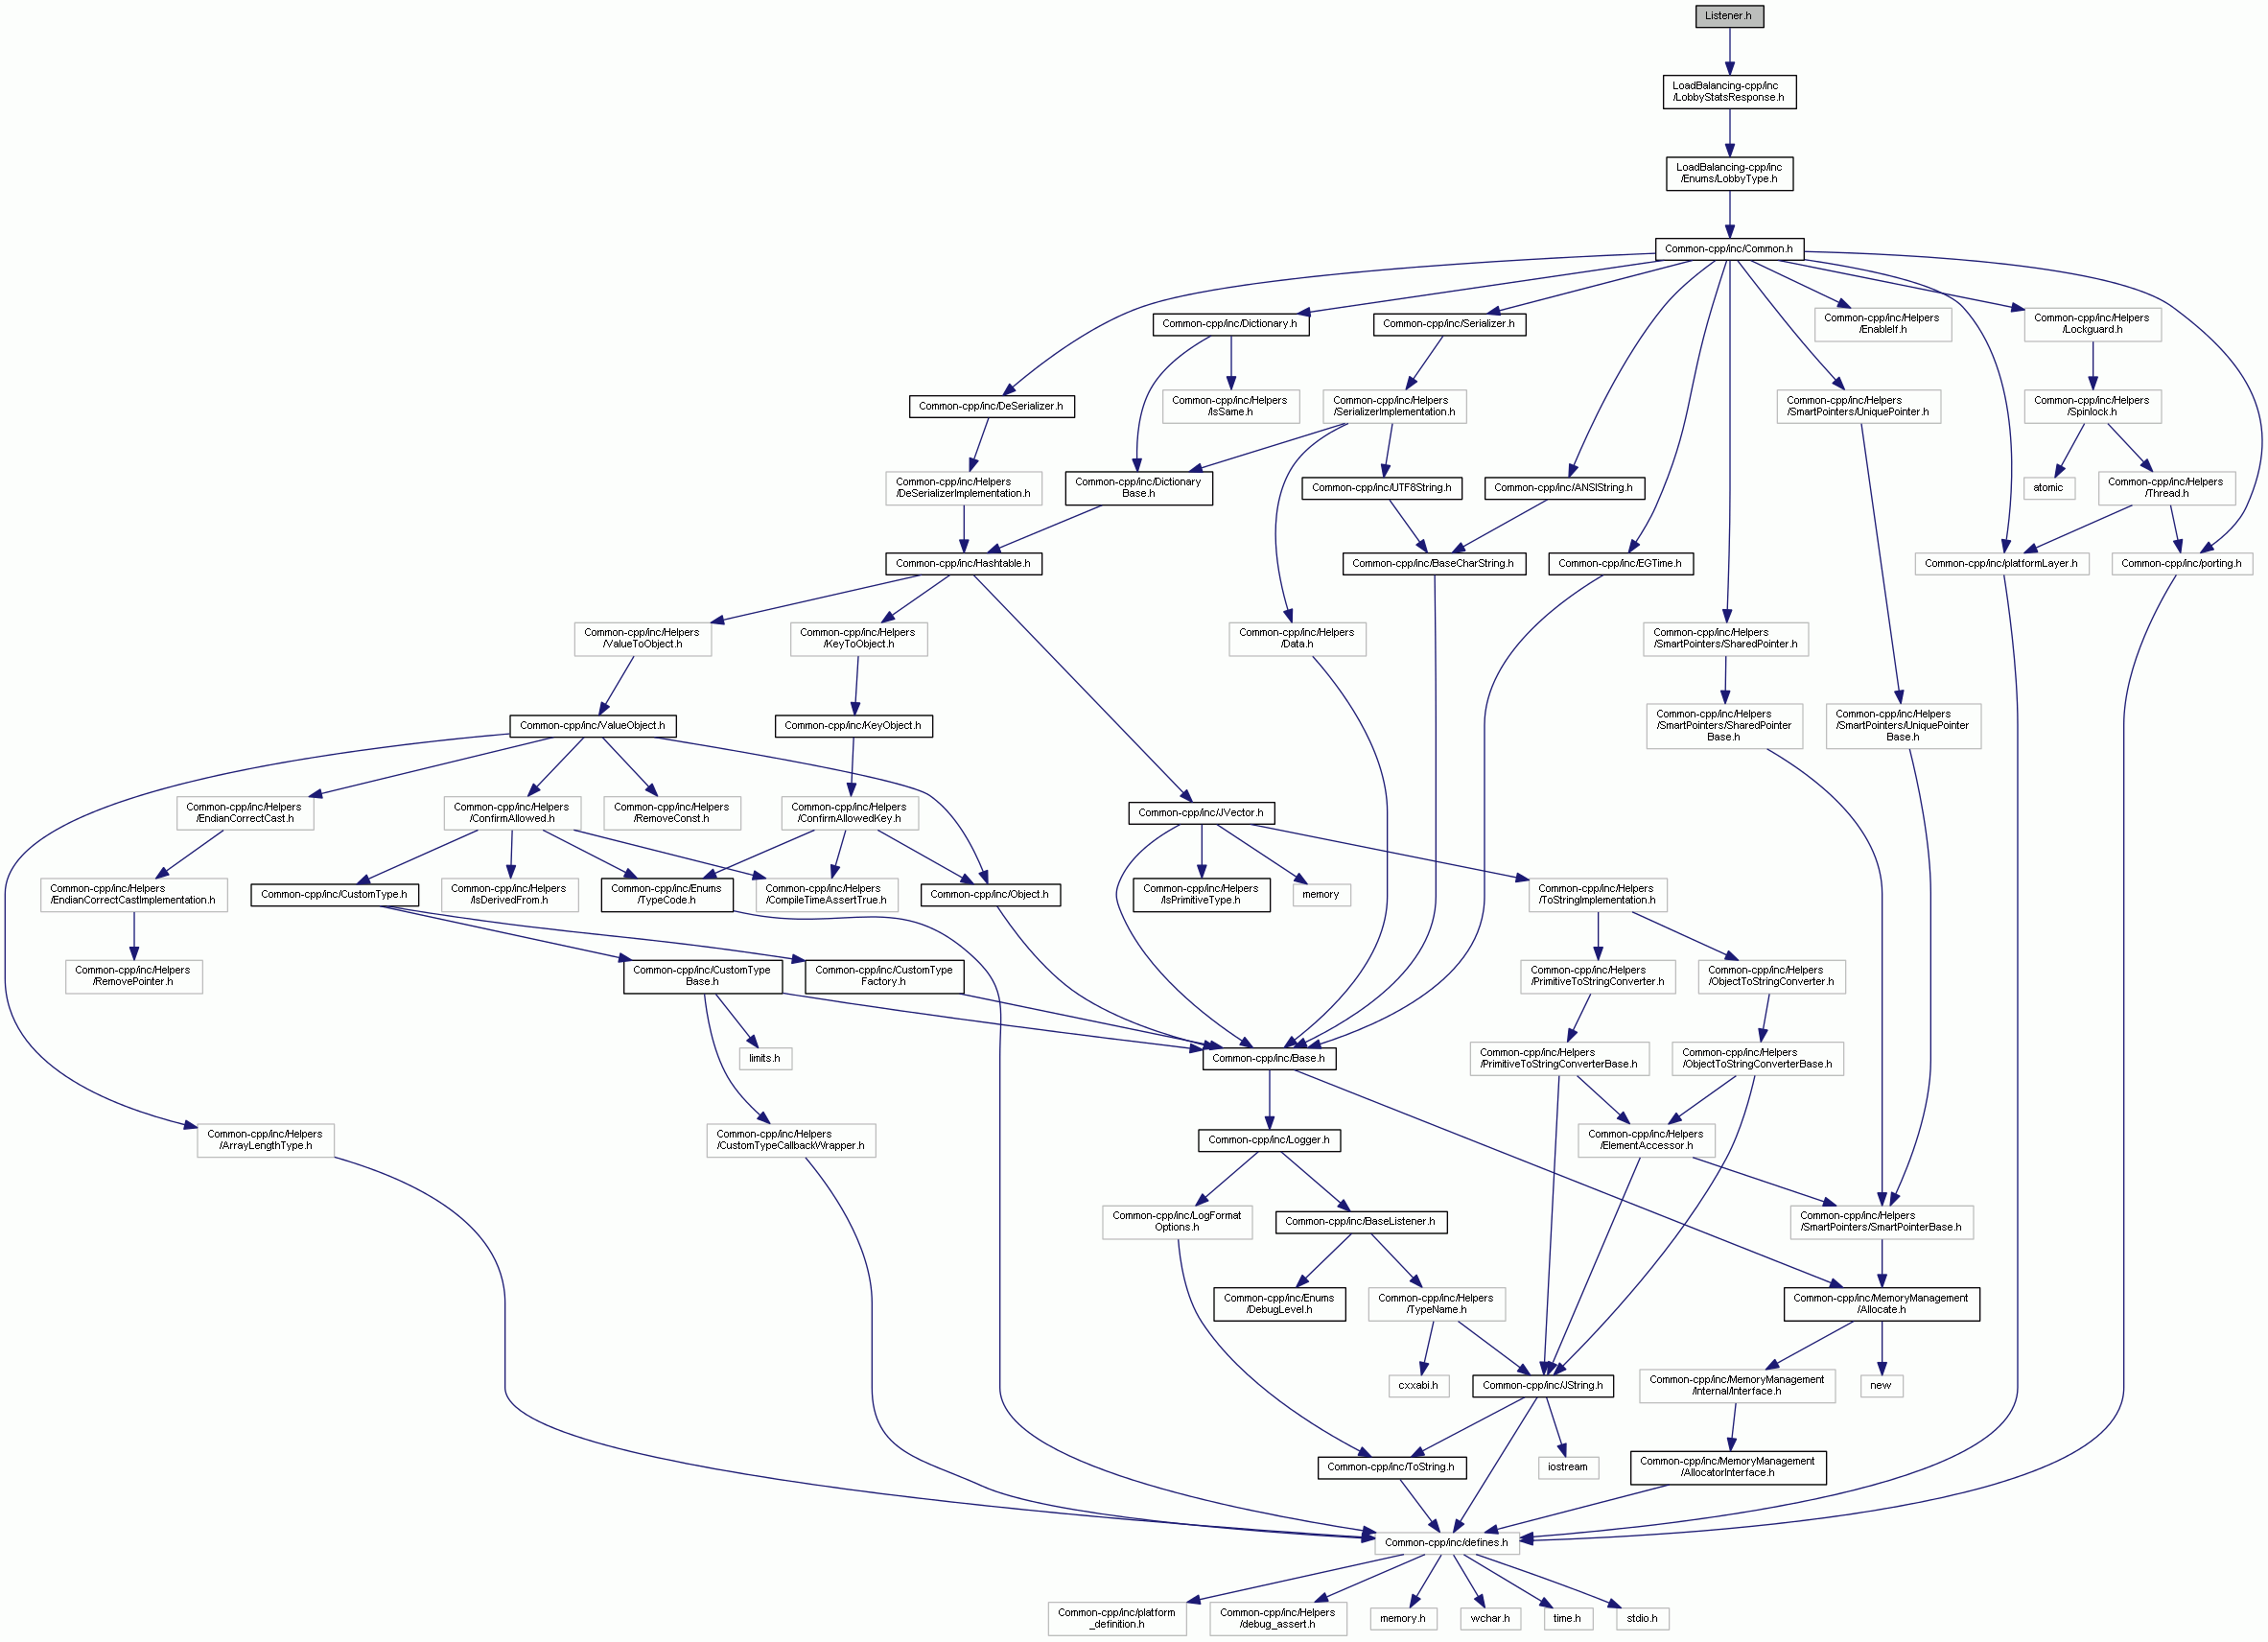 Listener.h
LoadBalancing-cpp/inc
/LobbyStatsResponse.h
LoadBalancing-cpp/inc
/Enums/LobbyType.h
Common-cpp/inc/Common.h
Common-cpp/inc/Dictionary.h
Common-cpp/inc/Serializer.h
Common-cpp/inc/Helpers
/EnableIf.h
Common-cpp/inc/Helpers
/Lockguard.h
Common-cpp/inc/DeSerializer.h
Common-cpp/inc/Helpers
/IsSame.h
Common-cpp/inc/Helpers
/SerializerImplementation.h
Common-cpp/inc/Helpers
/SmartPointers/UniquePointer.h
Common-cpp/inc/Helpers
/Spinlock.h
Common-cpp/inc/Helpers
/DeSerializerImplementation.h
Common-cpp/inc/Dictionary
Base.h
Common-cpp/inc/UTF8String.h
Common-cpp/inc/ANSIString.h
atomic
Common-cpp/inc/Helpers
/Thread.h
Common-cpp/inc/Hashtable.h
Common-cpp/inc/BaseCharString.h
Common-cpp/inc/EGTime.h
Common-cpp/inc/platformLayer.h
Common-cpp/inc/porting.h
Common-cpp/inc/Helpers
/ValueToObject.h
Common-cpp/inc/Helpers
/KeyToObject.h
Common-cpp/inc/Helpers
/Data.h
Common-cpp/inc/Helpers
/SmartPointers/SharedPointer.h
Common-cpp/inc/ValueObject.h
Common-cpp/inc/KeyObject.h
Common-cpp/inc/Helpers
/SmartPointers/SharedPointer
Base.h
Common-cpp/inc/Helpers
/SmartPointers/UniquePointer
Base.h
Common-cpp/inc/Helpers
/EndianCorrectCast.h
Common-cpp/inc/Helpers
/ConfirmAllowed.h
Common-cpp/inc/Helpers
/RemoveConst.h
Common-cpp/inc/Helpers
/ConfirmAllowedKey.h
Common-cpp/inc/JVector.h
Common-cpp/inc/Helpers
/EndianCorrectCastImplementation.h
Common-cpp/inc/CustomType.h
Common-cpp/inc/Helpers
/IsDerivedFrom.h
Common-cpp/inc/Enums
/TypeCode.h
Common-cpp/inc/Helpers
/CompileTimeAssertTrue.h
Common-cpp/inc/Object.h
Common-cpp/inc/Helpers
/IsPrimitiveType.h
memory
Common-cpp/inc/Helpers
/ToStringImplementation.h
Common-cpp/inc/Helpers
/RemovePointer.h
Common-cpp/inc/CustomType
Base.h
Common-cpp/inc/CustomType
Factory.h
Common-cpp/inc/Helpers
/PrimitiveToStringConverter.h
Common-cpp/inc/Helpers
/ObjectToStringConverter.h
limits.h
Common-cpp/inc/Base.h
Common-cpp/inc/Helpers
/PrimitiveToStringConverterBase.h
Common-cpp/inc/Helpers
/ObjectToStringConverterBase.h
Common-cpp/inc/Helpers
/ArrayLengthType.h
Common-cpp/inc/Helpers
/CustomTypeCallbackWrapper.h
Common-cpp/inc/Logger.h
Common-cpp/inc/Helpers
/ElementAccessor.h
Common-cpp/inc/LogFormat
Options.h
Common-cpp/inc/BaseListener.h
Common-cpp/inc/Helpers
/SmartPointers/SmartPointerBase.h
Common-cpp/inc/Enums
/DebugLevel.h
Common-cpp/inc/Helpers
/TypeName.h
Common-cpp/inc/MemoryManagement
/Allocate.h
cxxabi.h
Common-cpp/inc/JString.h
Common-cpp/inc/MemoryManagement
/Internal/Interface.h
new
Common-cpp/inc/ToString.h
iostream
Common-cpp/inc/MemoryManagement
/AllocatorInterface.h
Common-cpp/inc/defines.h
Common-cpp/inc/platform
_definition.h
Common-cpp/inc/Helpers
/debug_assert.h
memory.h
wchar.h
time.h
stdio.h